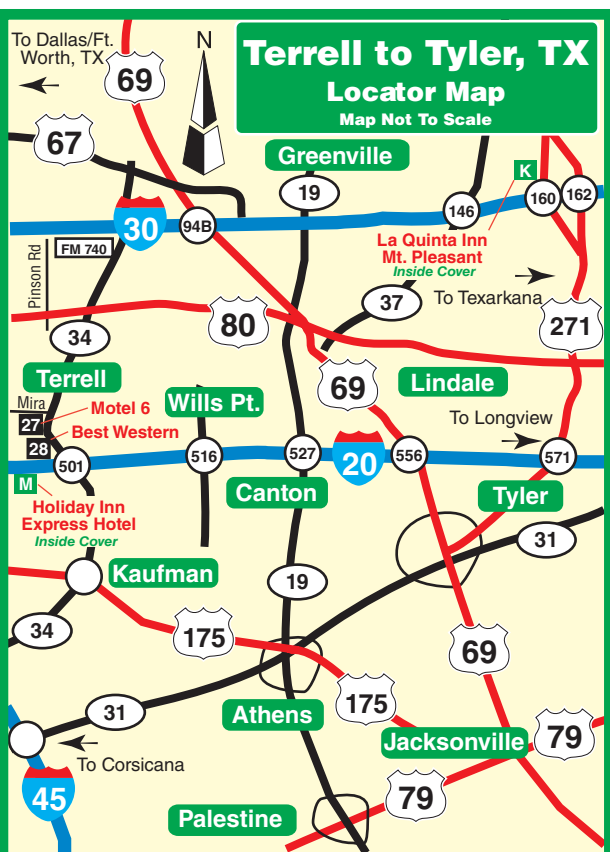 To Dallas/Ft.
Worth, TX
69
N
Terrell to Tyler, TX
Locator Map
Map Not To Scale
67
Greenville
K
19
160
162
146
30
94B
La Quinta Inn
Mt. Pleasant
Inside Cover
FM 740
Pinson Rd
To Texarkana
37
80
271
34
Terrell
69
Lindale
Wills Pt.
Mira
Motel 6
27
To Longview
Best Western
28
501
516
527
20
556
571
M
Canton
Tyler
Holiday Inn
Express Hotel
Inside Cover
31
Kaufman
19
34
175
69
175
31
Athens
79
Jacksonville
To Corsicana
45
79
Palestine